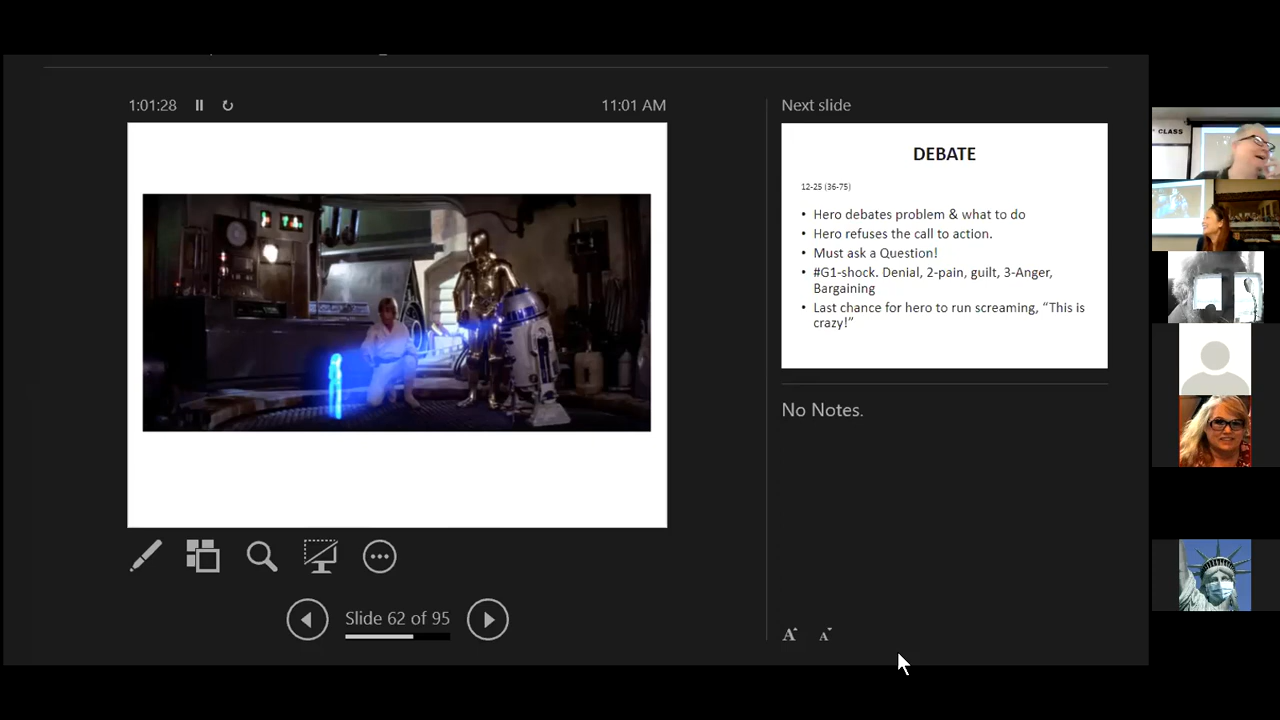 1:01:28
11:01 AM
Next slide
DEBATE
12-25 (36-75)
• Hero debates problem & what to do
• Hero refuses the call to action.
• Must ask a Question!
• #G1-shock. Denial, 2-pain, guilt, 3-Anger,
Bargaining
• Last chance for hero to run screaming, “This is
crazy!”
No Notes.
Slide 62 of 95
A A
CLASS